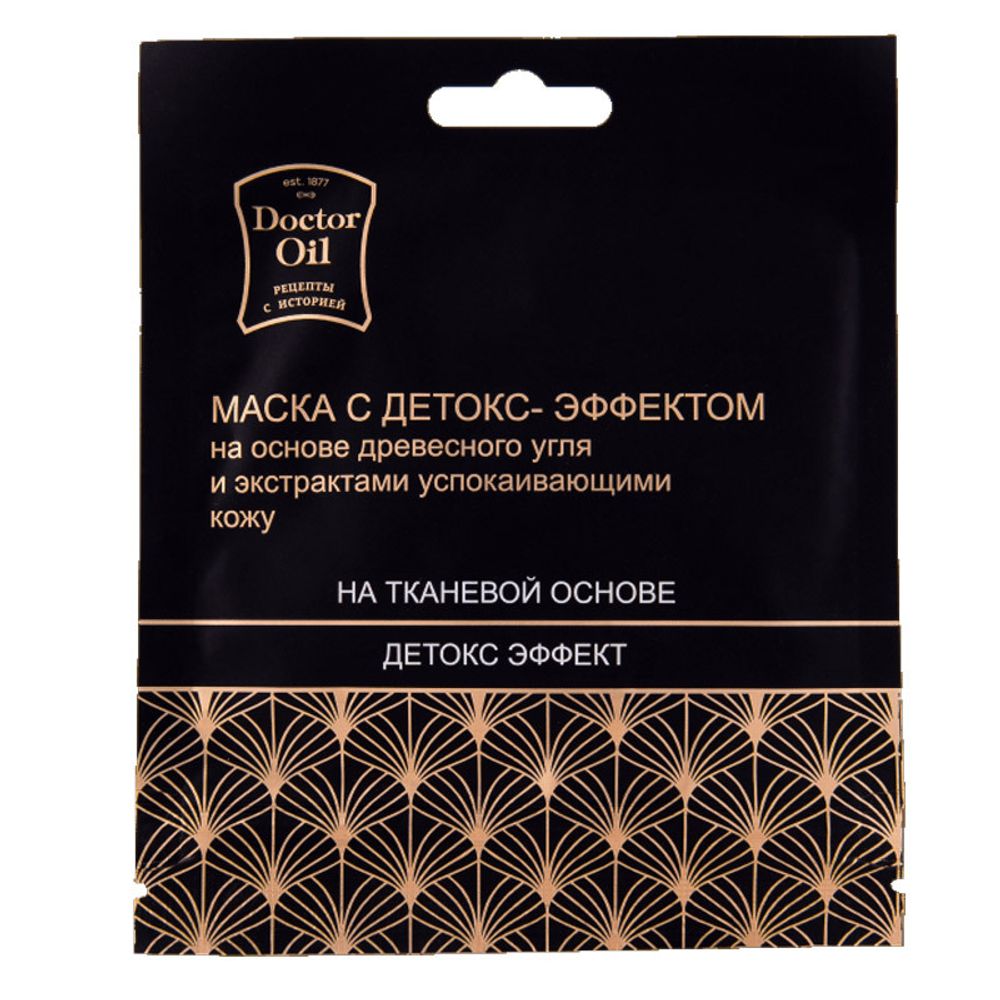 est. 1877
Doctor
Oil
РЕЦЕПТЫ
С ИСТОРИЕЙ
МАСКА С ДЕТОКС- ЭФФЕКТОМ
на основе древесного угля
и экстрактами успокаивающими
кожу
НА ТКАНЕВОЙ ОСНОВЕ
ДЕТОКС ЭФФЕКТ